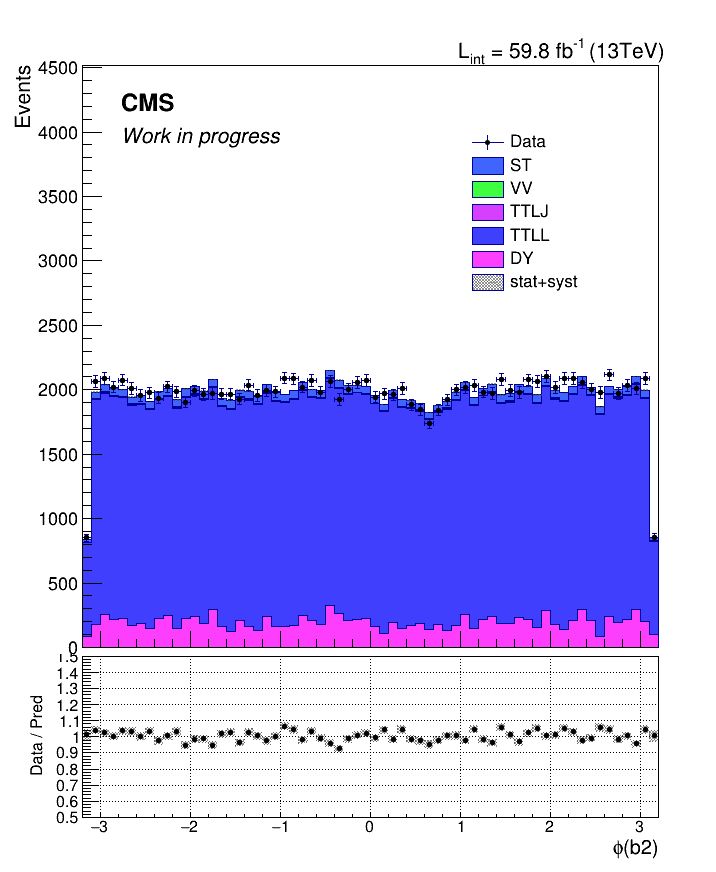 L_int = 59.8 fb^-1 (13TeV)
Events
4500
4000
3500
3000
2500
2000
1500
1000
500
0
CMS
Work in progress
Data
ST
VV
TTLJ
TTLL
DY
stat+syst
Data / Pred
1.5
1.4
1.3
1.2
1.1
1
0.9
0.8
0.7
0.6
0.5
−3 −2 −1 0 1 2 3
ϕ(b2)